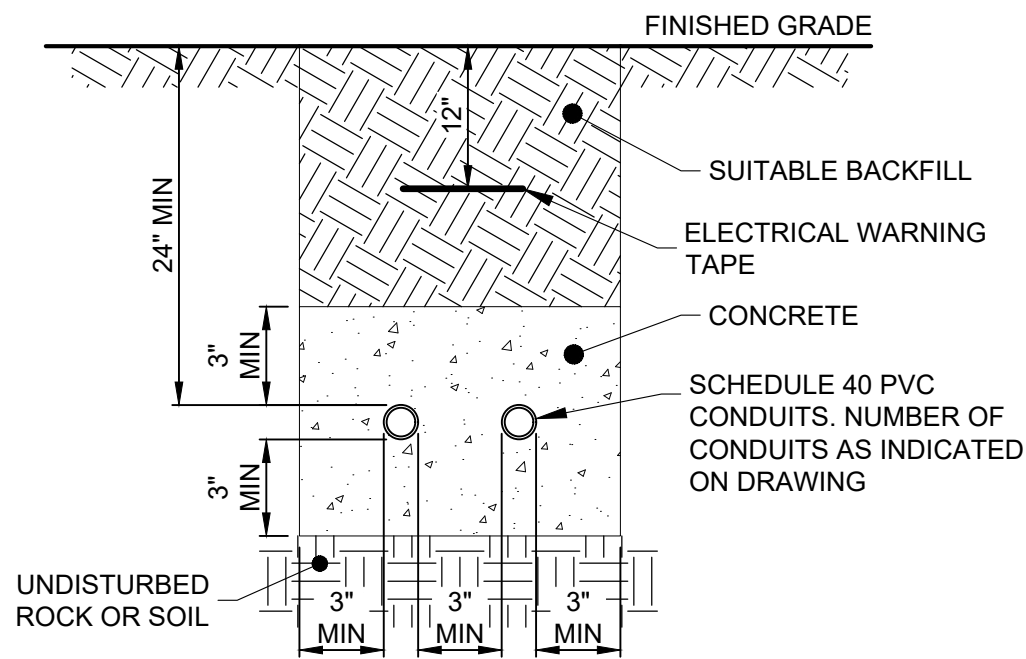 FINISHED GRADE
12"
24" MIN
SUITABLE BACKFILL
ELECTRICAL WARNING
TAPE
CONCRETE
3"
MIN
SCHEDULE 40 PVC
CONDUITS. NUMBER OF
CONDUITS AS INDICATED
ON DRAWING
3"
MIN
UNDISTURBED
ROCK OR SOIL
3"
MIN
3"
MIN
3"
MIN